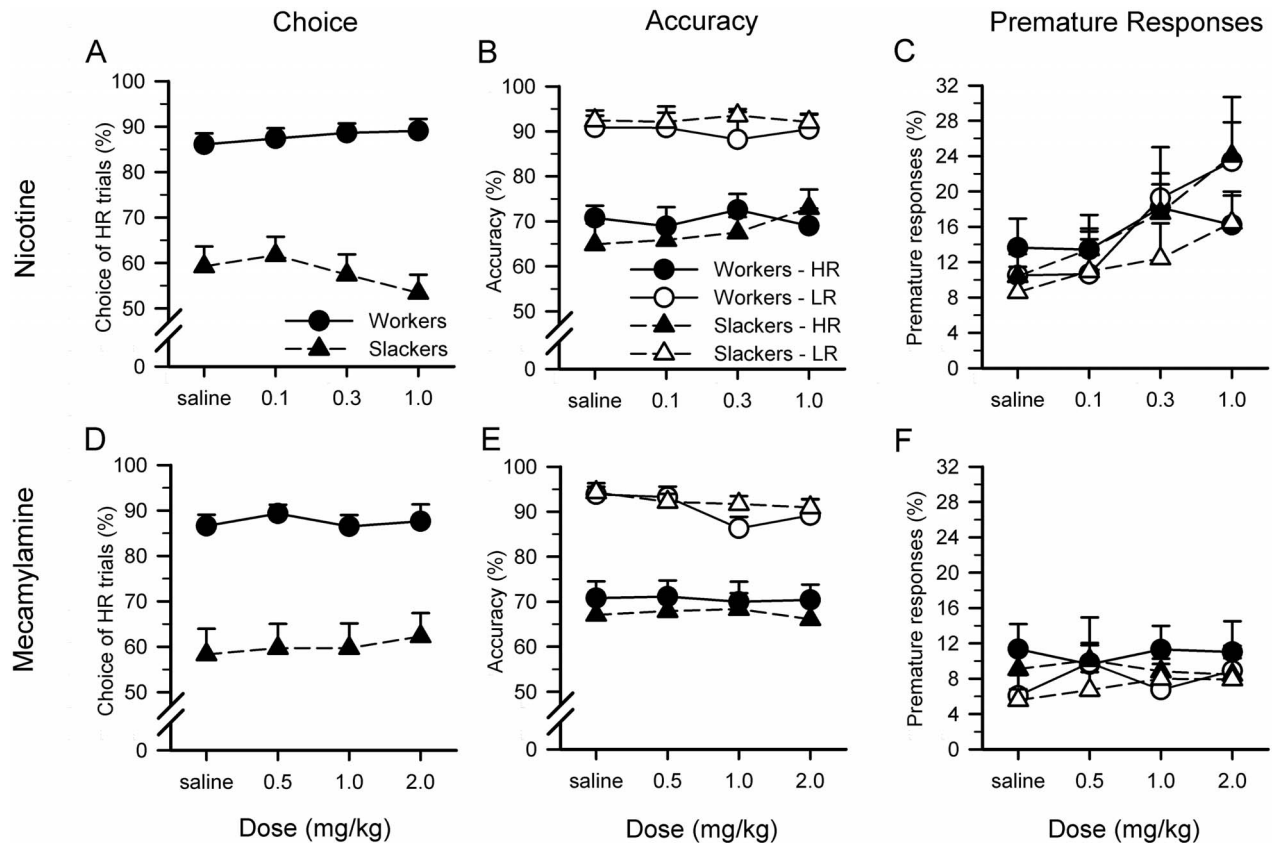 Choice
Accuracy
Premature Responses
Nicotine
A
Choice of HR trials (%)
100
90
80
70
60
50
0
Workers
Slackers
saline
0.1
0.3
1.0
B
Accuracy (%)
100
90
80
70
60
50
0
Workers - HR
Workers - LR
Slackers - HR
Slackers - LR
saline
0.1
0.3
1.0
C
Premature responses (%)
32
28
24
20
16
12
8
4
0
saline
0.1
0.3
1.0
Mecamylamine
D
Choice of HR trials (%)
100
90
80
70
60
50
0
saline
0.5
1.0
2.0
Dose (mg/kg)
E
Accuracy (%)
100
90
80
70
60
50
0
saline
0.5
1.0
2.0
Dose (mg/kg)
F
Premature responses (%)
32
28
24
20
16
12
8
4
0
saline
0.5
1.0
2.0
Dose (mg/kg)